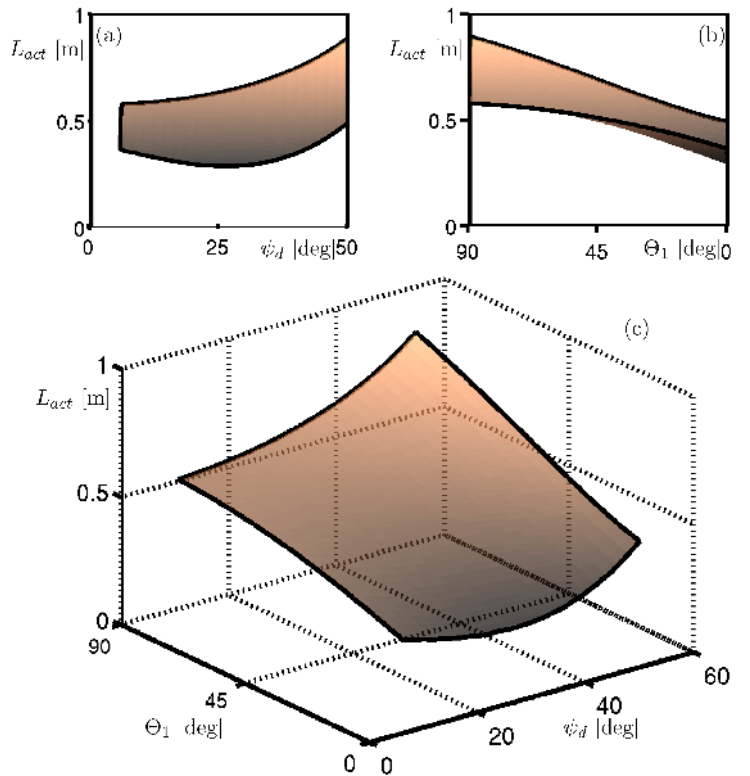 1 (a) 1 (b)
L_act [m] L_act [m]
0.5 0.5
0 0
0 25 ψ_d [deg] 50 90 45 Θ_1 [deg] 0
(c)
1
L_act [m]
0.5
0
90
45
Θ_1 deg]
0 0
20
40
ψ_d [deg]
60